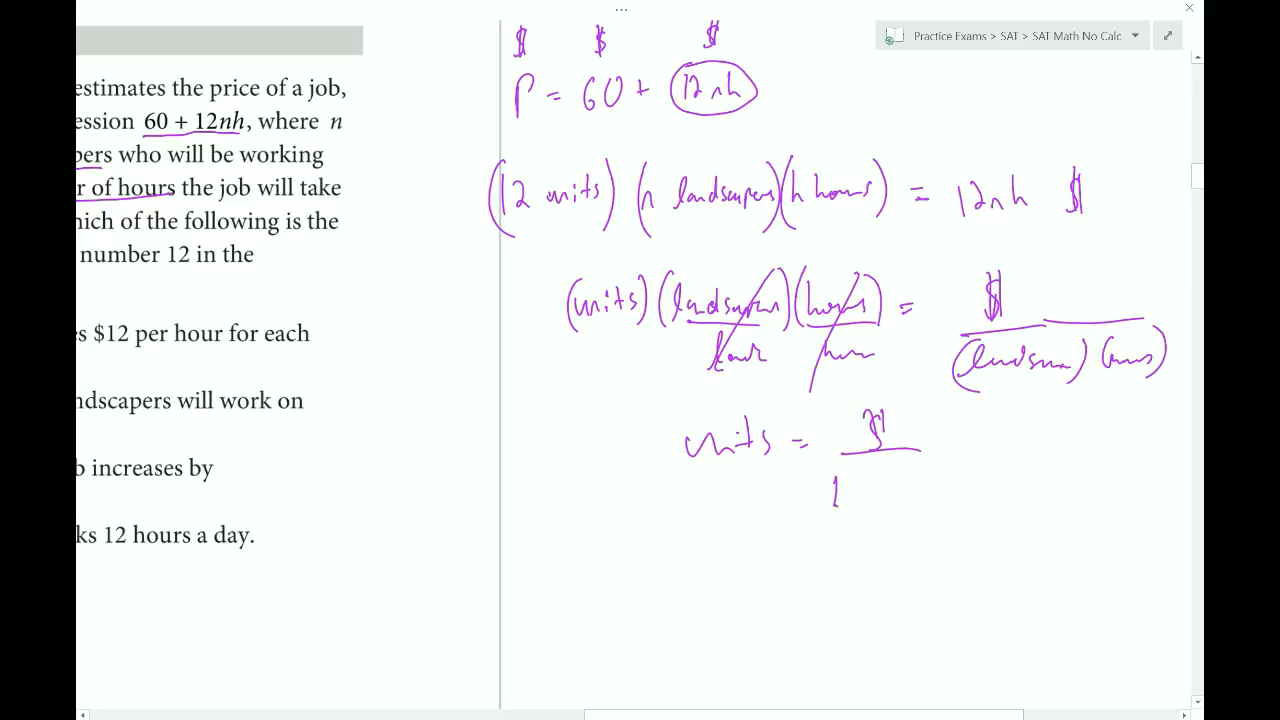 ...
Practice Exams > SAT > SAT Math No Calc
estimates the price of a job,
ession 60 + 12nh, where n
pers who will be working
r of hours the job will take
hich of the following is the
number 12 in the
es $12 per hour for each
ndscapers will work on
b increases by
ks 12 hours a day.
$ $ $
P = 60 + 12nh
(12 units) (n landscapers)(h hours) = 12nh $
(units) (landscapers)(hours) = $
units = $